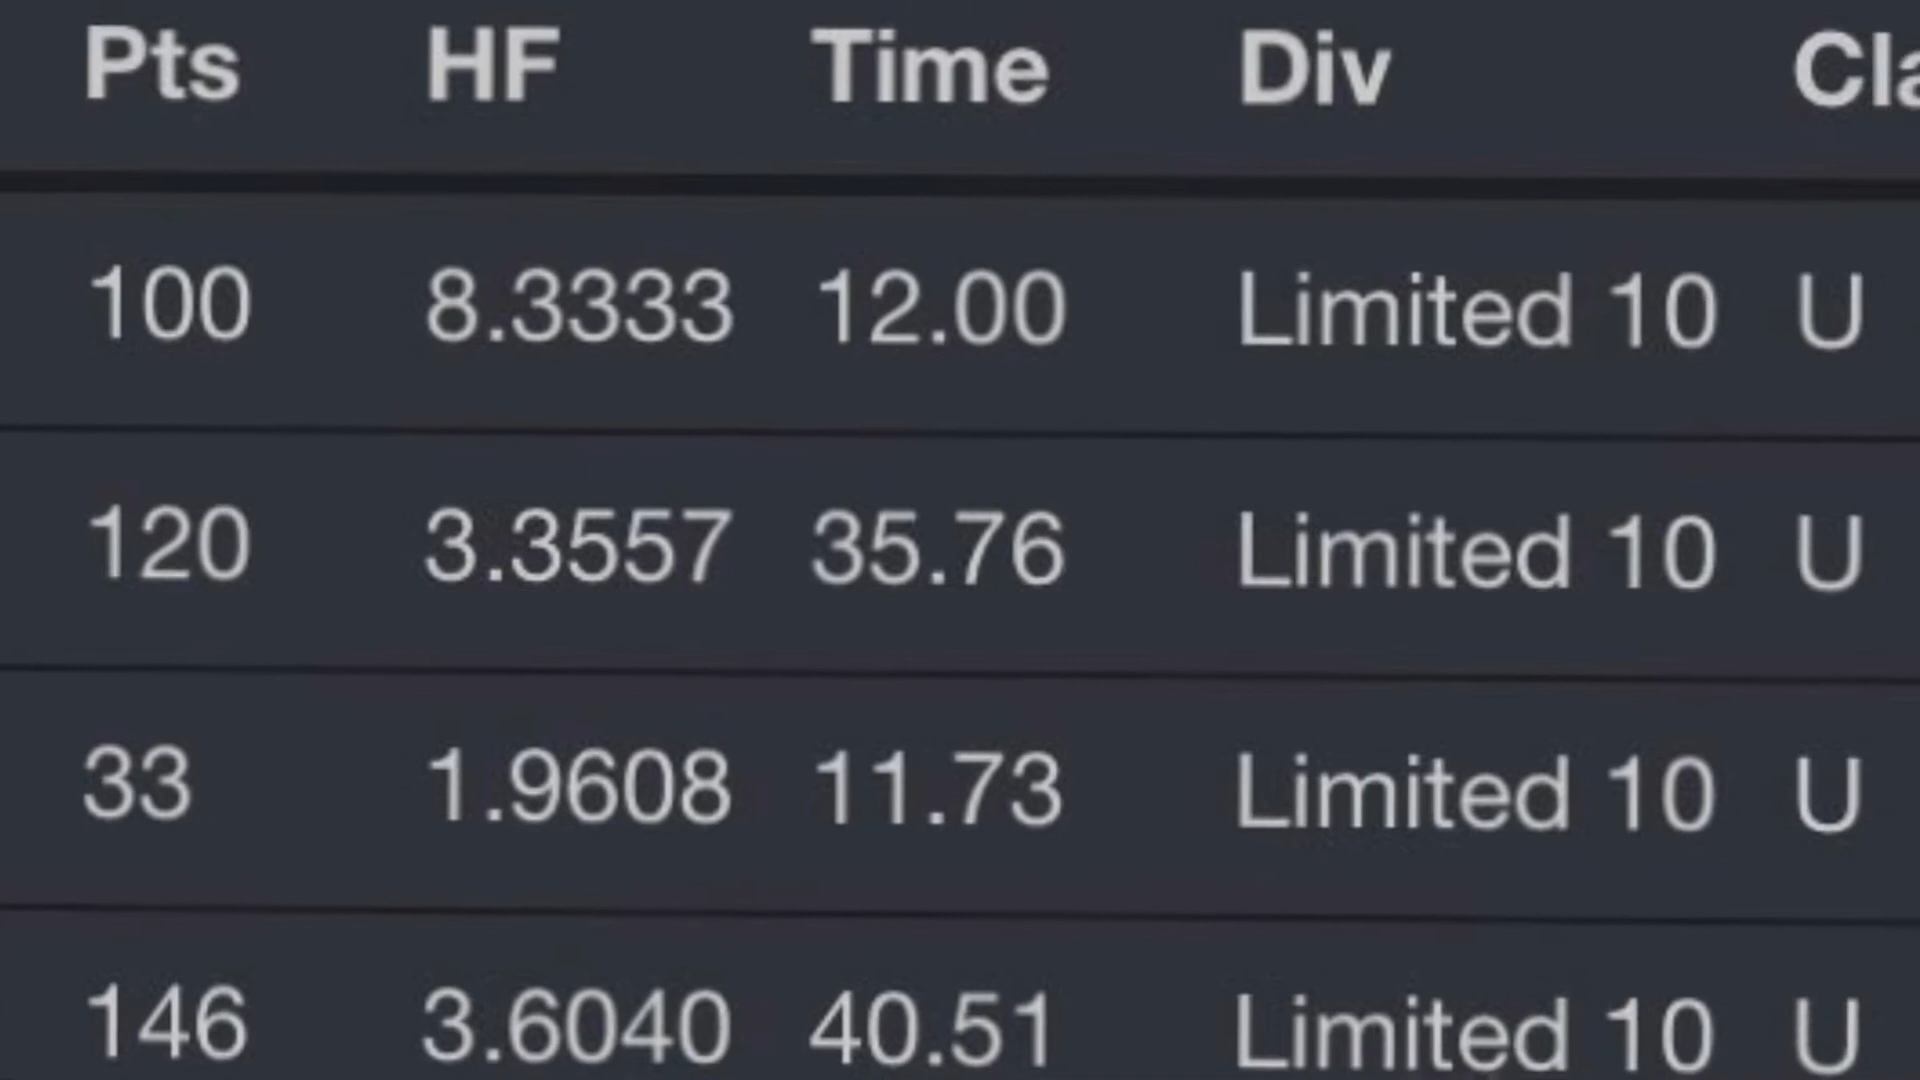 Pts HF Time Div Cla
100 8.3333 12.00 Limited 10 U
120 3.3557 35.76 Limited 10 U
33 1.9608 11.73 Limited 10 U
146 3.6040 40.51 Limited 10 U